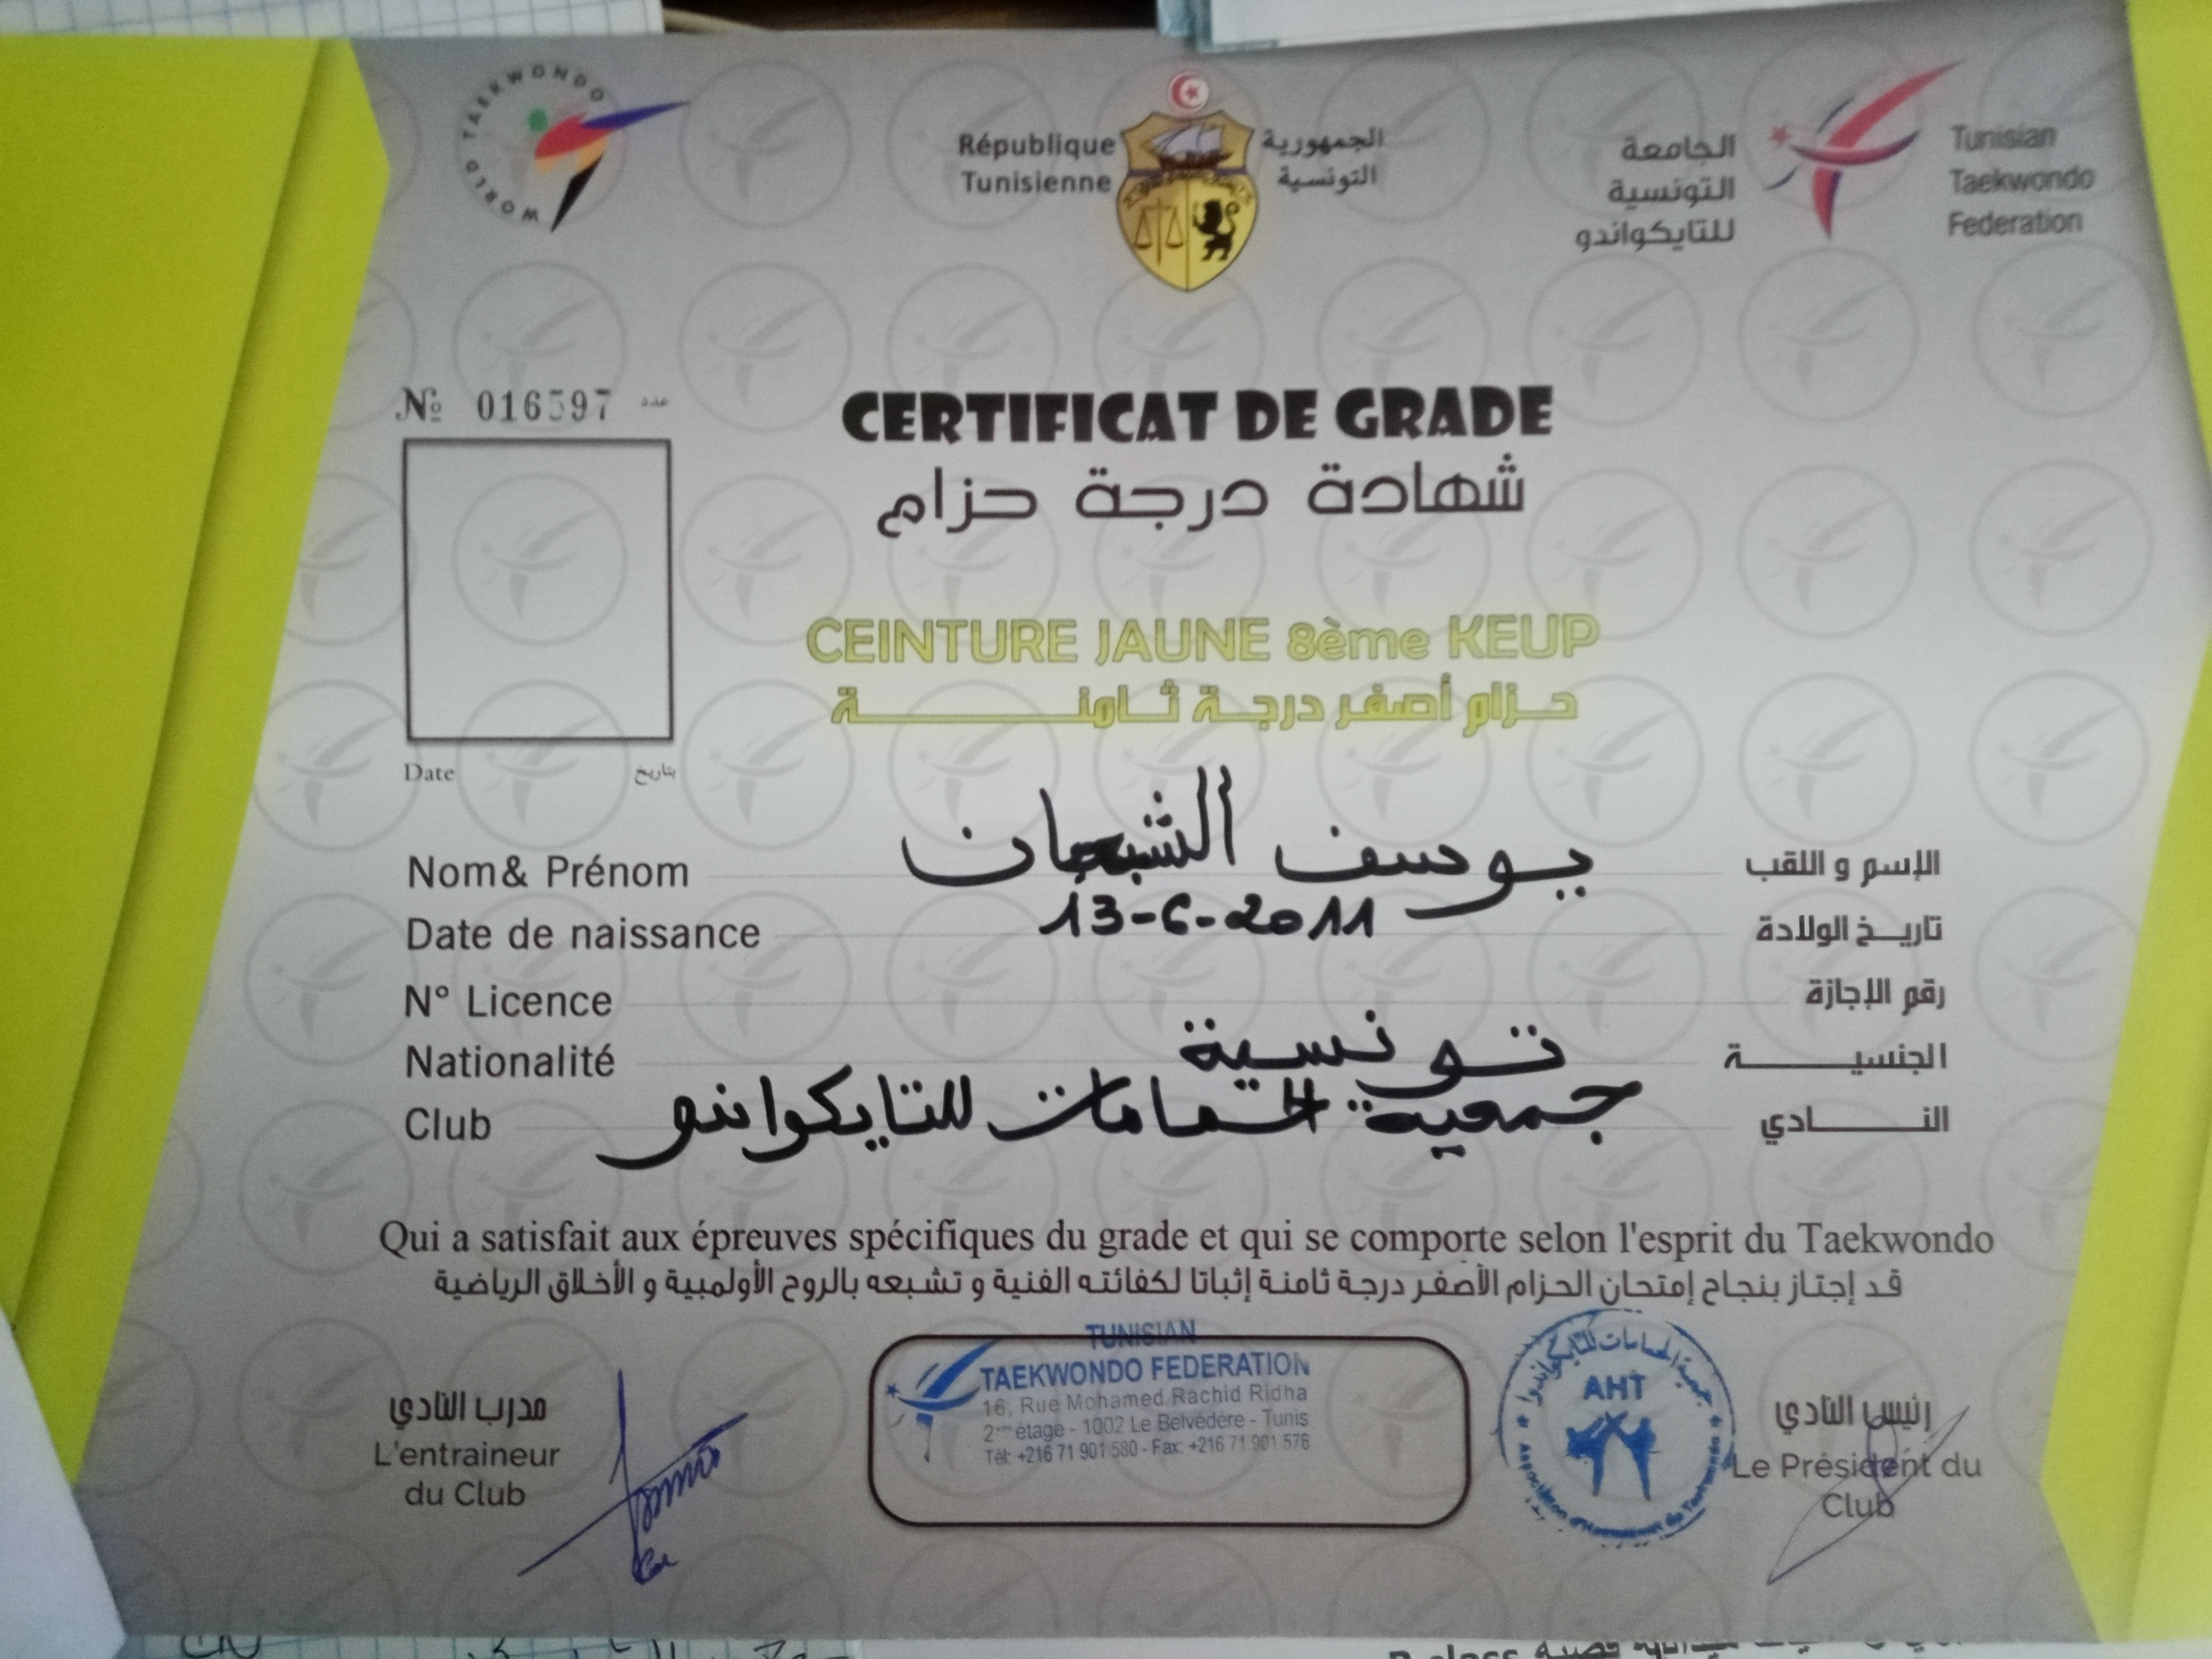 WORLD TAEKWONDO
République
Tunisienne
الجمهورية
التونسية
الجامعة
التونسية
للتايكواندو
Tunisian
Taekwondo
Federation
№ 016597 عدد
CERTIFICAT DE GRADE
شهادة درجة حزام
CEINTURE JAUNE 8ème KEUP
حزام أصفر درجة ثامنة
Date بتاريخ
Nom& Prénom يوسف الإسم و اللقب
Date de naissance 13-6-2011 تاريخ الولادة
N° Licence رقم الإجازة
Nationalité تونسية الجنسية
Club جمعية الحمامات للتايكواندو النادي
Qui a satisfait aux épreuves spécifiques du grade et qui se comporte selon l'esprit du Taekwondo
قد إجتاز بنجاح إمتحان الحزام الأصفر درجة ثامنة إثباتا لكفائته الفنية و تشبعه بالروح الأولمبية و الأخلاق الرياضية
مدرب النادي
L'entraineur
du Club
TUNISIAN
TAEKWONDO FEDERATION
16, Rue Mohamed Rachid Ridha
2ème étage - 1002 Le Belvédère - Tunis
Tél: +216 71 901 580 - Fax: +216 71 901 576
جمعية الحمامات للتايكواندو
AHT
رئيس النادي
Le Président du
Club